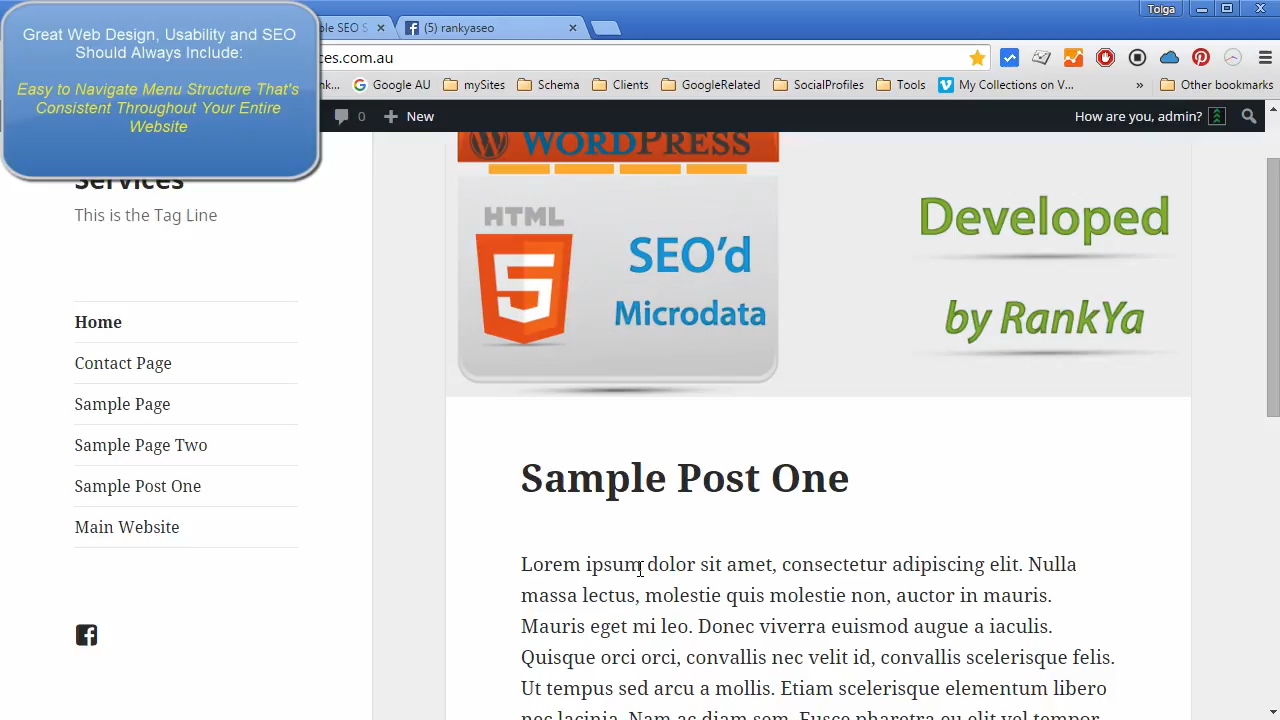 Great Web Design, Usability and SEO
Should Always Include:
Easy to Navigate Menu Structure That's
Consistent Throughout Your Entire
Website
(5) rankyaseo
Tolga
ces.com.au
Google AU
mySites
Schema
Clients
GoogleRelated
SocialProfiles
Tools
My Collections on V...
»
Other bookmarks
0
New
How are you, admin?
WORDPRESS
HTML
5
SEO'd
Microdata
Developed
by RankYa
Services
This is the Tag Line
Home
Contact Page
Sample Page
Sample Page Two
Sample Post One
Main Website
Sample Post One
Lorem ipsum dolor sit amet, consectetur adipiscing elit. Nulla
massa lectus, molestie quis molestie non, auctor in mauris.
Mauris eget mi leo. Donec viverra euismod augue a iaculis.
Quisque orci orci, convallis nec velit id, convallis scelerisque felis.
Ut tempus sed arcu a mollis. Etiam scelerisque elementum libero
nec lacinia. Nam ac diam sem. Fusce pharetra eu elit vel tempor